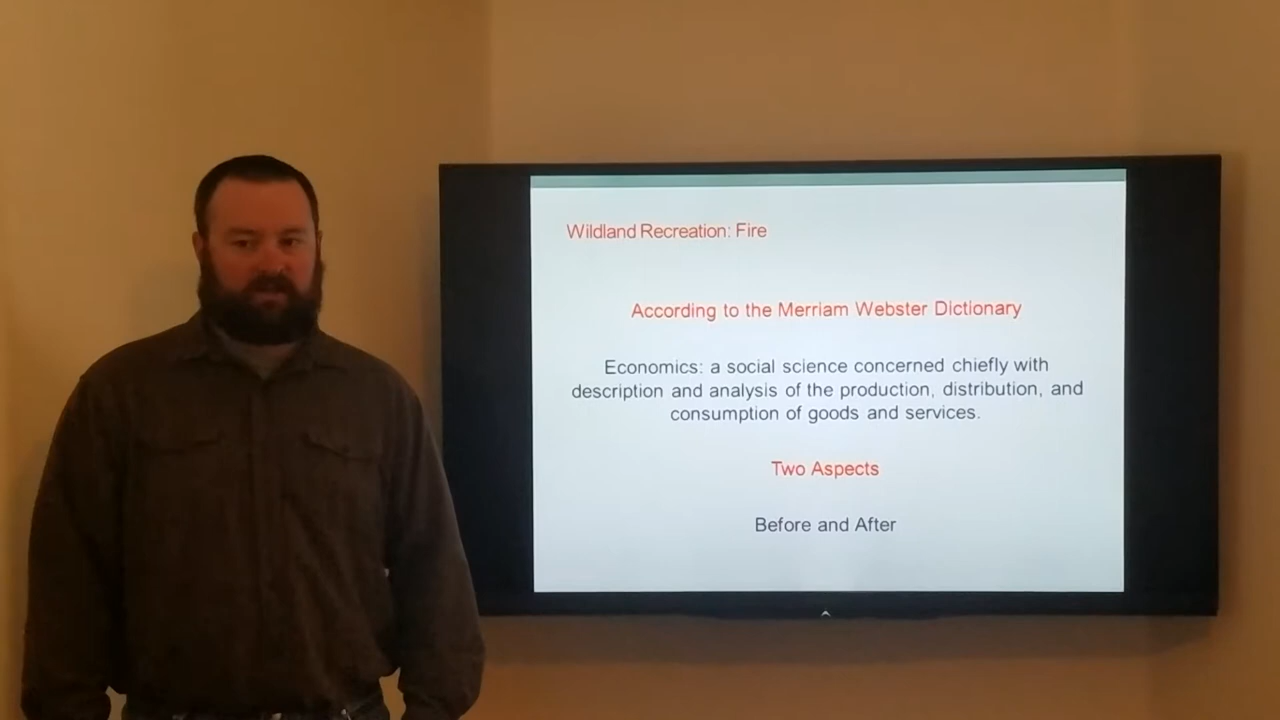 Wildland Recreation: Fire
According to the Merriam Webster Dictionary
Economics: a social science concerned chiefly with
description and analysis of the production, distribution, and
consumption of goods and services.
Two Aspects
Before and After